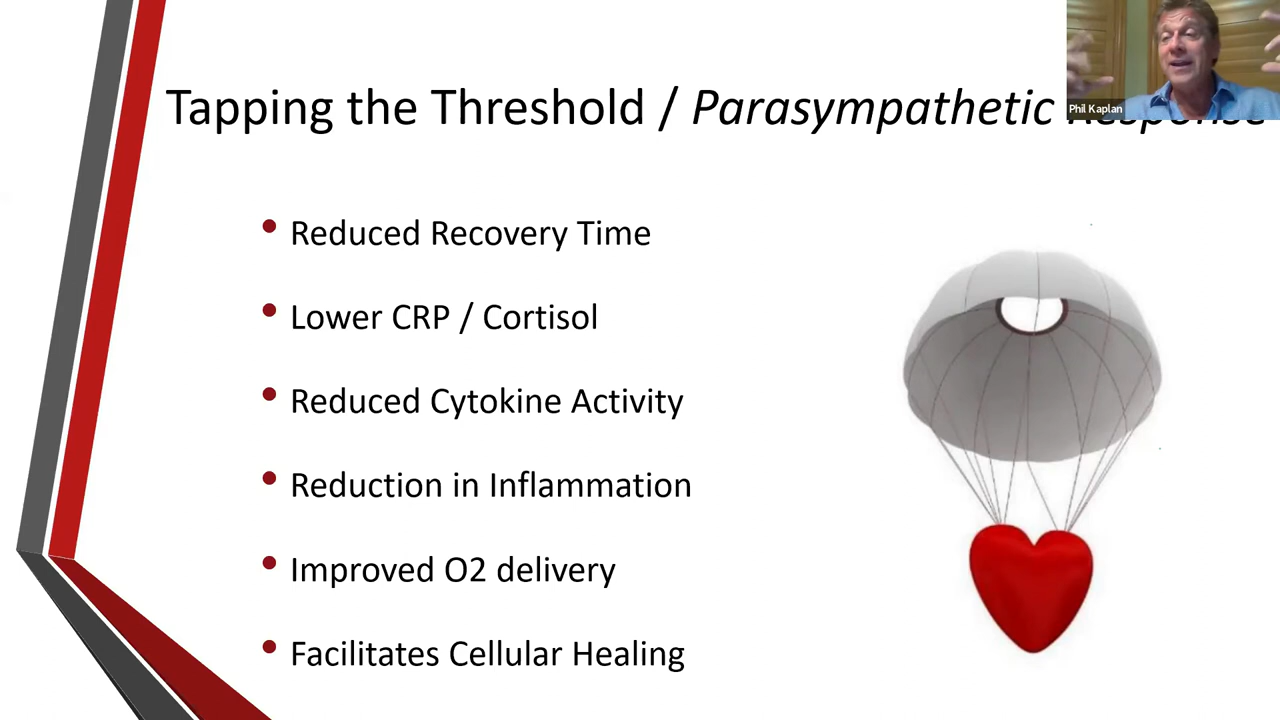 Tapping the Threshold / Parasympathetic Response
Phil Kaplan
• Reduced Recovery Time
• Lower CRP / Cortisol
• Reduced Cytokine Activity
• Reduction in Inflammation
• Improved O2 delivery
• Facilitates Cellular Healing